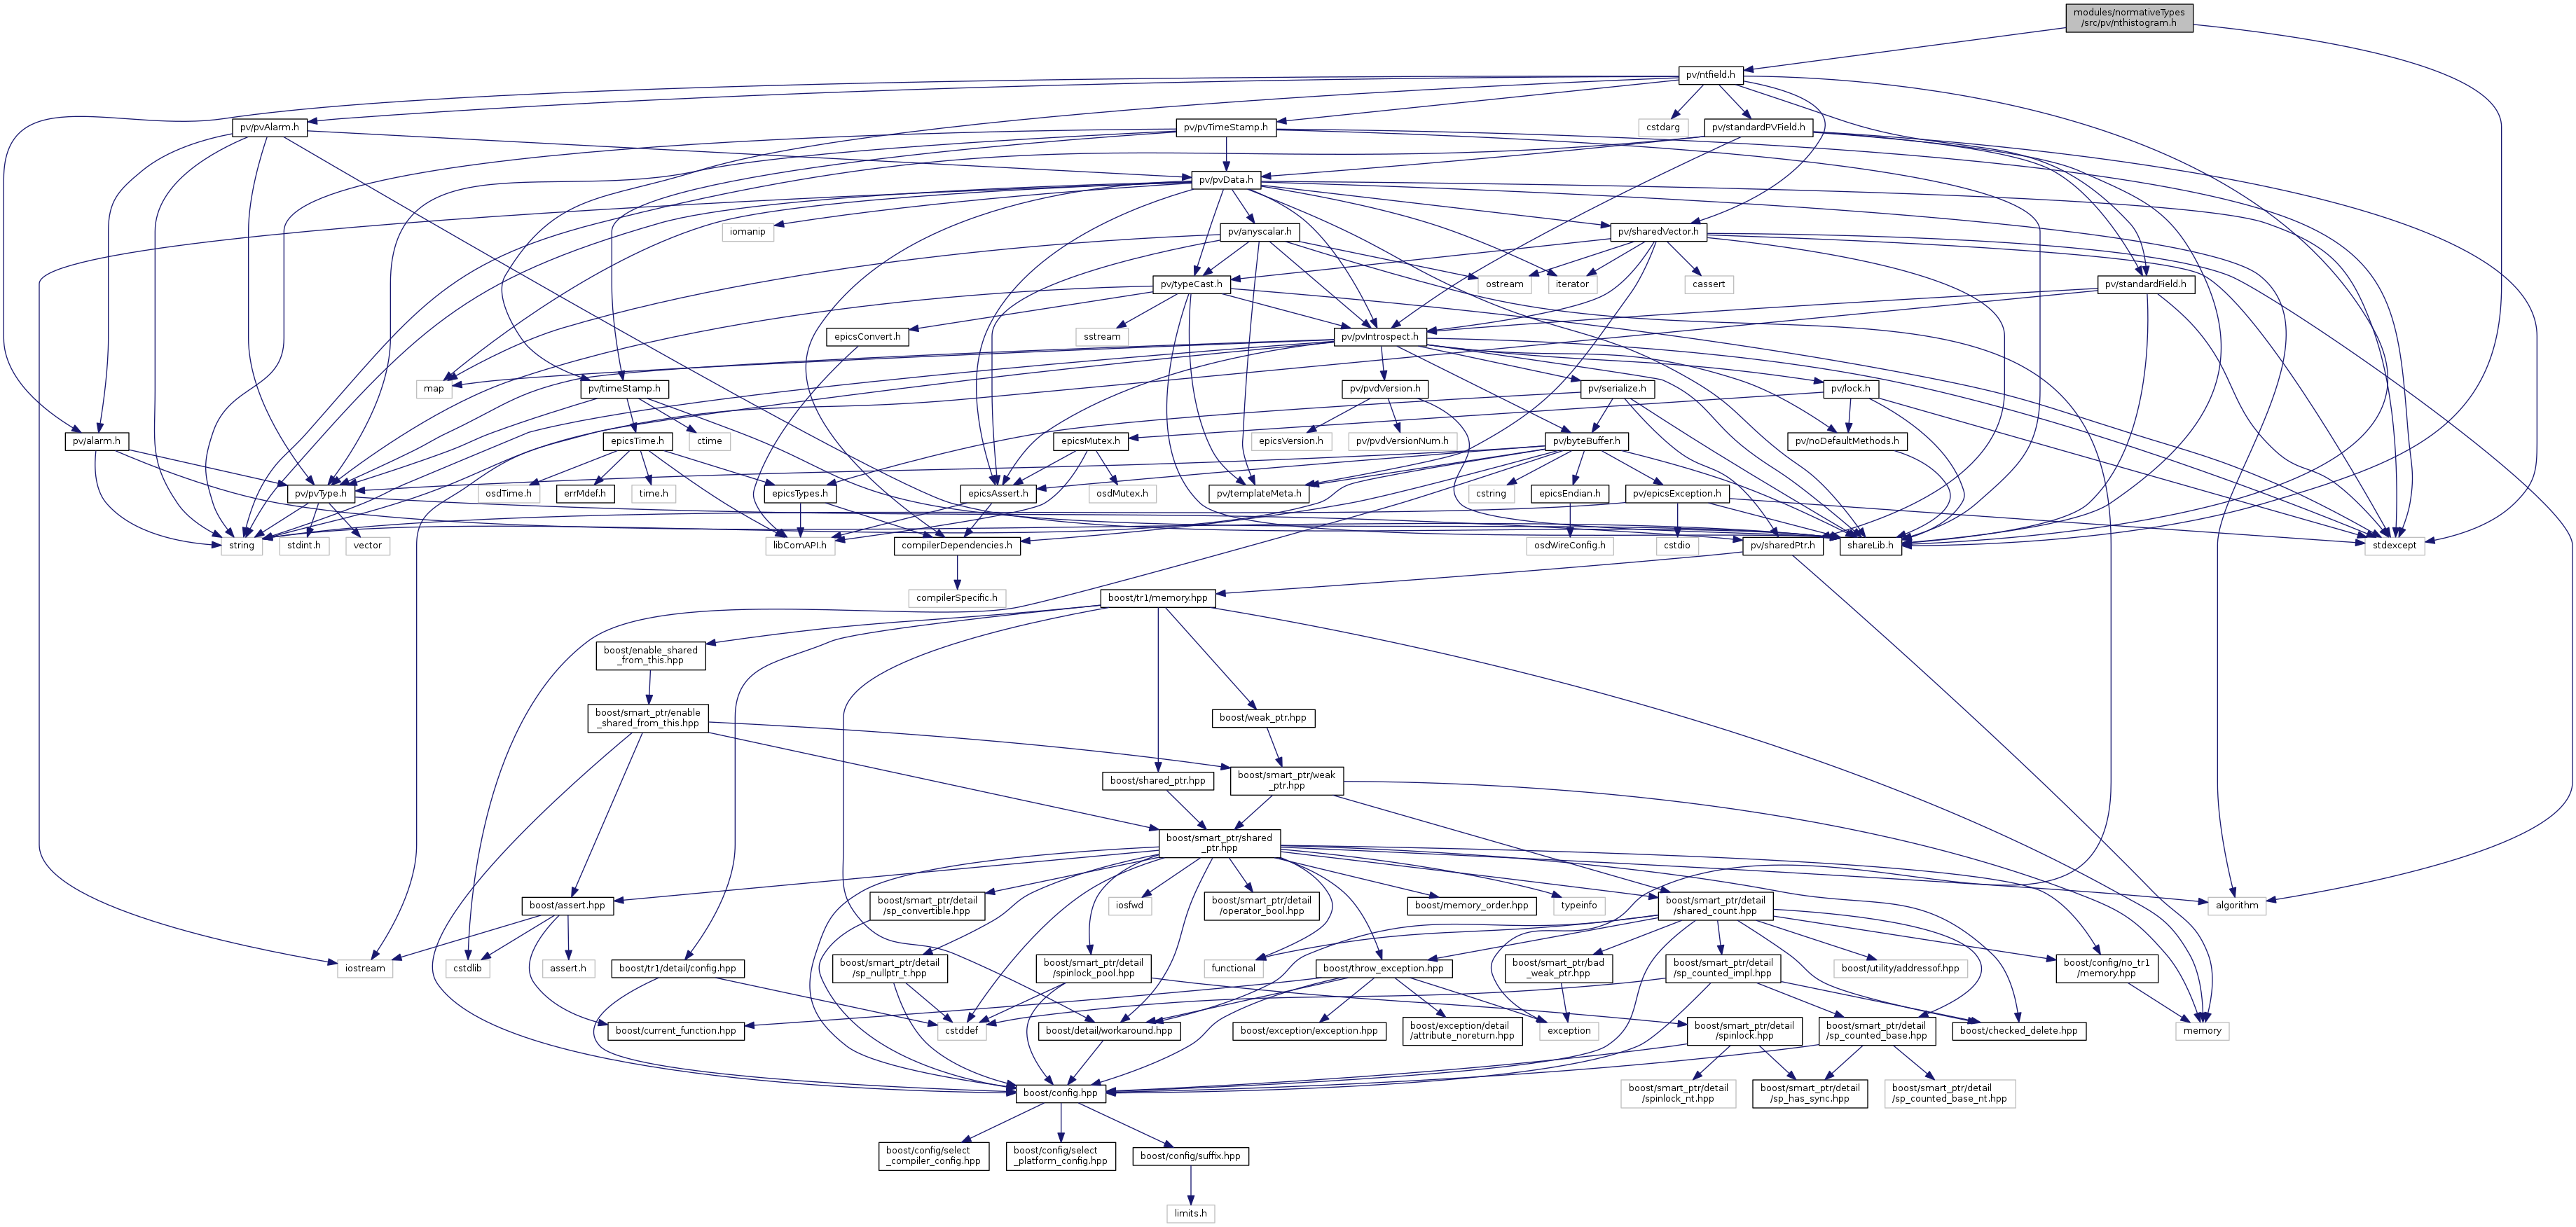 modules/normativeTypes
/src/pv/nthistogram.h
pv/ntfield.h
pv/pvAlarm.h
pv/pvTimeStamp.h
cstdarg
pv/standardPVField.h
pv/pvData.h
iomanip
pv/anyscalar.h
pv/sharedVector.h
pv/typeCast.h
ostream
iterator
cassert
pv/standardField.h
epicsConvert.h
sstream
pv/pvIntrospect.h
map
pv/timeStamp.h
pv/pvdVersion.h
pv/serialize.h
pv/lock.h
pv/alarm.h
epicsTime.h
ctime
epicsMutex.h
epicsVersion.h
pv/pvdVersionNum.h
pv/byteBuffer.h
pv/noDefaultMethods.h
pv/pvType.h
osdTime.h
errMdef.h
time.h
epicsTypes.h
epicsAssert.h
osdMutex.h
pv/templateMeta.h
cstring
epicsEndian.h
pv/epicsException.h
string
stdint.h
vector
libComAPI.h
compilerDependencies.h
osdWireConfig.h
cstdio
pv/sharedPtr.h
shareLib.h
stdexcept
compilerSpecific.h
boost/tr1/memory.hpp
boost/enable_shared
_from_this.hpp
boost/smart_ptr/enable
_shared_from_this.hpp
boost/weak_ptr.hpp
boost/shared_ptr.hpp
boost/smart_ptr/weak
_ptr.hpp
boost/smart_ptr/shared
_ptr.hpp
boost/assert.hpp
boost/smart_ptr/detail
/sp_convertible.hpp
iosfwd
boost/smart_ptr/detail
/operator_bool.hpp
boost/memory_order.hpp
typeinfo
boost/smart_ptr/detail
/shared_count.hpp
algorithm
iostream
cstdlib
assert.h
boost/tr1/detail/config.hpp
boost/smart_ptr/detail
/sp_nullptr_t.hpp
boost/smart_ptr/detail
/spinlock_pool.hpp
functional
boost/throw_exception.hpp
boost/smart_ptr/bad
_weak_ptr.hpp
boost/smart_ptr/detail
/sp_counted_impl.hpp
boost/utility/addressof.hpp
boost/config/no_tr1
/memory.hpp
boost/current_function.hpp
cstddef
boost/detail/workaround.hpp
boost/exception/exception.hpp
boost/exception/detail
/attribute_noreturn.hpp
exception
boost/smart_ptr/detail
/spinlock.hpp
boost/smart_ptr/detail
/sp_counted_base.hpp
boost/checked_delete.hpp
memory
boost/config.hpp
boost/smart_ptr/detail
/spinlock_nt.hpp
boost/smart_ptr/detail
/sp_has_sync.hpp
boost/smart_ptr/detail
/sp_counted_base_nt.hpp
boost/config/select
_compiler_config.hpp
boost/config/select
_platform_config.hpp
boost/config/suffix.hpp
limits.h